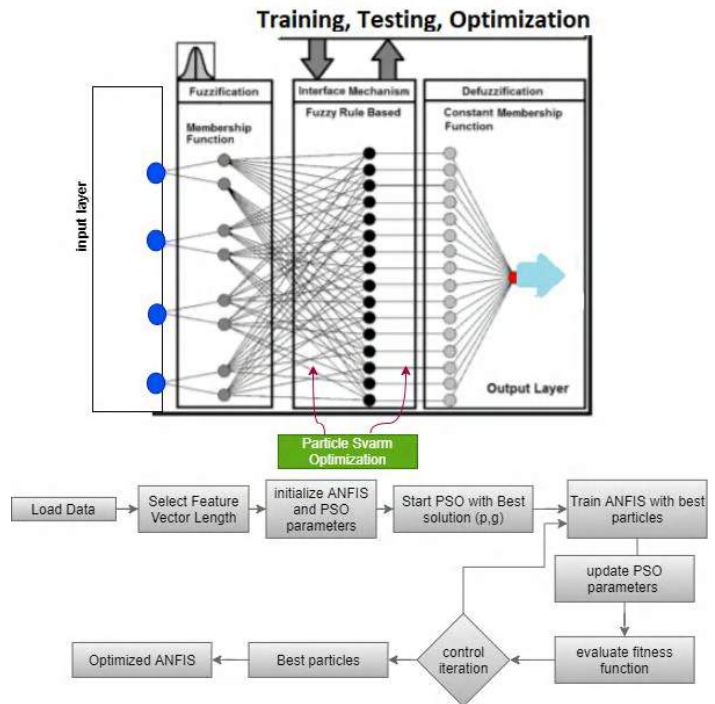 Training, Testing, Optimization
input layer
Fuzzification
Membership
Function
Interface Mechanism
Fuzzy Rule Based
Defuzzification
Constant Membership
Function
Output Layer
Particle Svarm
Optimization
Load Data
Select Feature
Vector Length
initialize ANFIS
and PSO
parameters
Start PSO with Best
solution (p,g)
Train ANFIS with best
particles
update PSO
parameters
evaluate fitness
function
control
iteration
Best particles
Optimized ANFIS